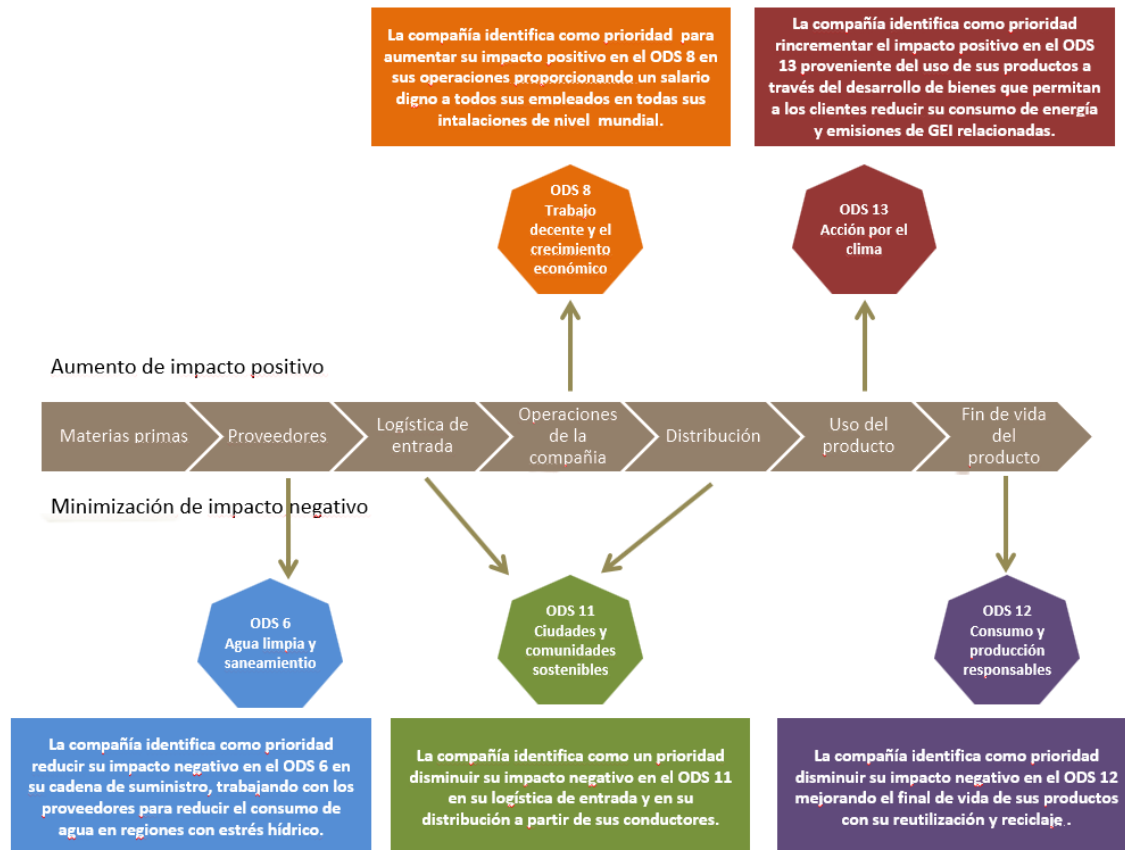 La compañía identifica como prioridad para
aumentar su impacto positivo en el ODS 8 en
sus operaciones proporcionando un salario
digno a todos sus empleados en todas sus
intalaciones de nivel mundial.
La compañía identifica como prioridad
rincrementar el impacto positivo en el ODS
13 proveniente del uso de sus productos a
través del desarrollo de bienes que permitan
a los clientes reducir su consumo de energía
y emisiones de GEI relacionadas.
ODS 8
Trabajo
decente y el
crecimiento
económico
ODS 13
Acción por el
clima
Aumento de impacto positivo
Materias primas
Proveedores
Logística de
entrada
Operaciones
de la
compañia
Distribución
Uso del
producto
Fin de vida
del
producto
Minimización de impacto negativo
ODS 6
Agua limpia y
saneamientio
ODS 11
Ciudades y
comunidades
sostenibles
ODS 12
Consumo y
producción
responsables
La compañía identifica como prioridad
reducir su impacto negativo en el ODS 6 en
su cadena de suministro, trabajando con los
proveedores para reducir el consumo de
agua en regiones con estrés hídrico.
La compañía identifica como un prioridad
disminuir su impacto negativo en el ODS 11
en su logística de entrada y en su
distribución a partir de sus conductores.
La compañía identifica como prioridad
disminuir su impacto negativo en el ODS 12
mejorando el final de vida de sus productos
con su reutilización y reciclaje .